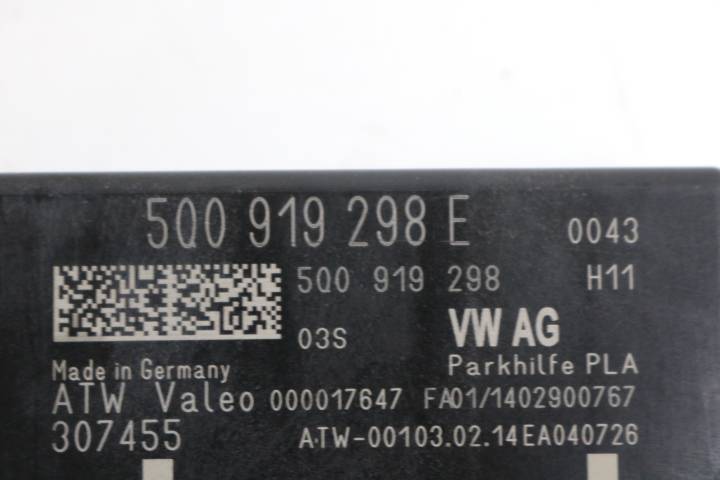 5Q0 919 298 E 0043
5Q0 919 298 H11
03S VW AG
Made in Germany Parkhilfe PLA
ATW Valeo 000017647 FA01/1402900767
307455 ATW-00103.02.14EA040726